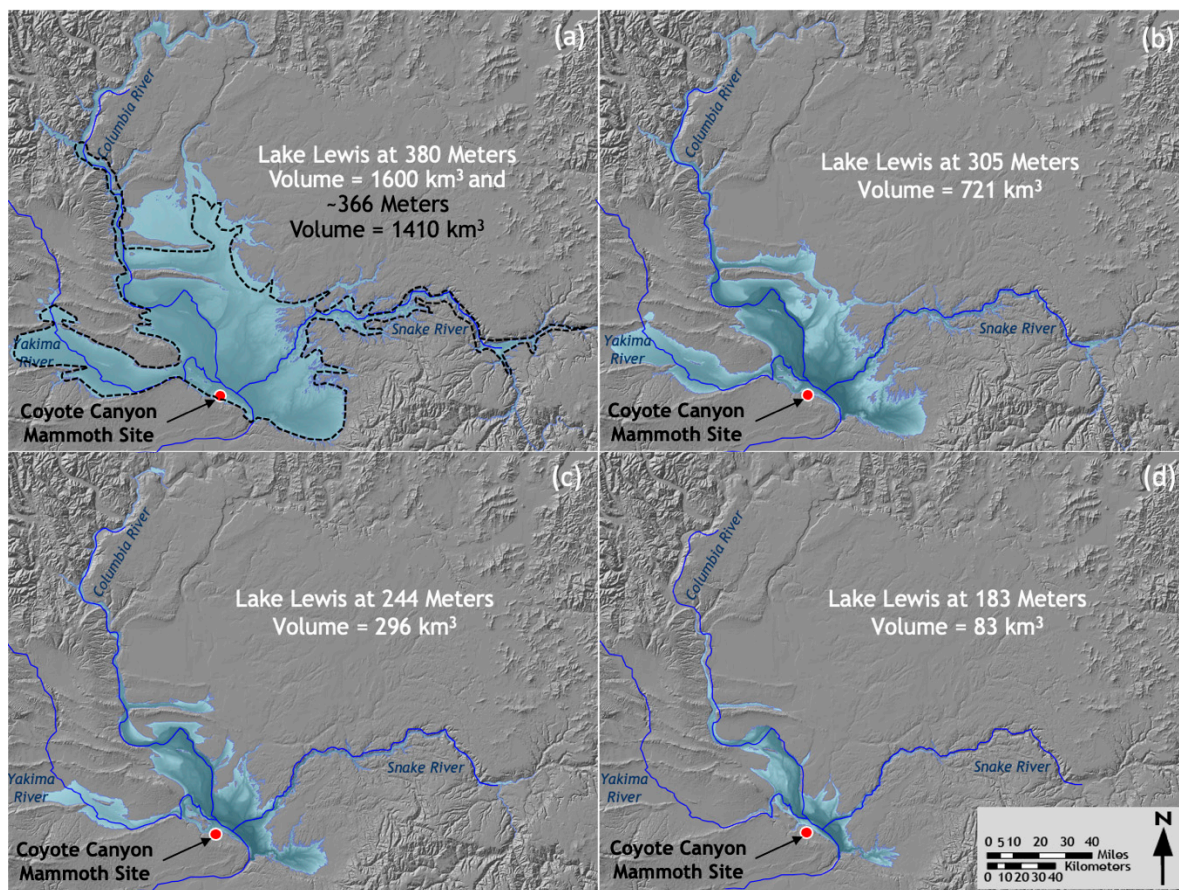 (a)
Columbia River
Lake Lewis at 380 Meters
Volume = 1600 km³ and
~366 Meters
Volume = 1410 km³
Snake River
Yakima
River
Coyote Canyon
Mammoth Site
(b)
Columbia River
Lake Lewis at 305 Meters
Volume = 721 km³
Snake River
Yakima
River
Coyote Canyon
Mammoth Site
(c)
Columbia River
Lake Lewis at 244 Meters
Volume = 296 km³
Snake River
Yakima
River
Coyote Canyon
Mammoth Site
(d)
Columbia River
Lake Lewis at 183 Meters
Volume = 83 km³
Snake River
Yakima
River
Coyote Canyon
Mammoth Site
N
0 5 10 20 30 40
Miles
Kilometers
0 10 20 30 40